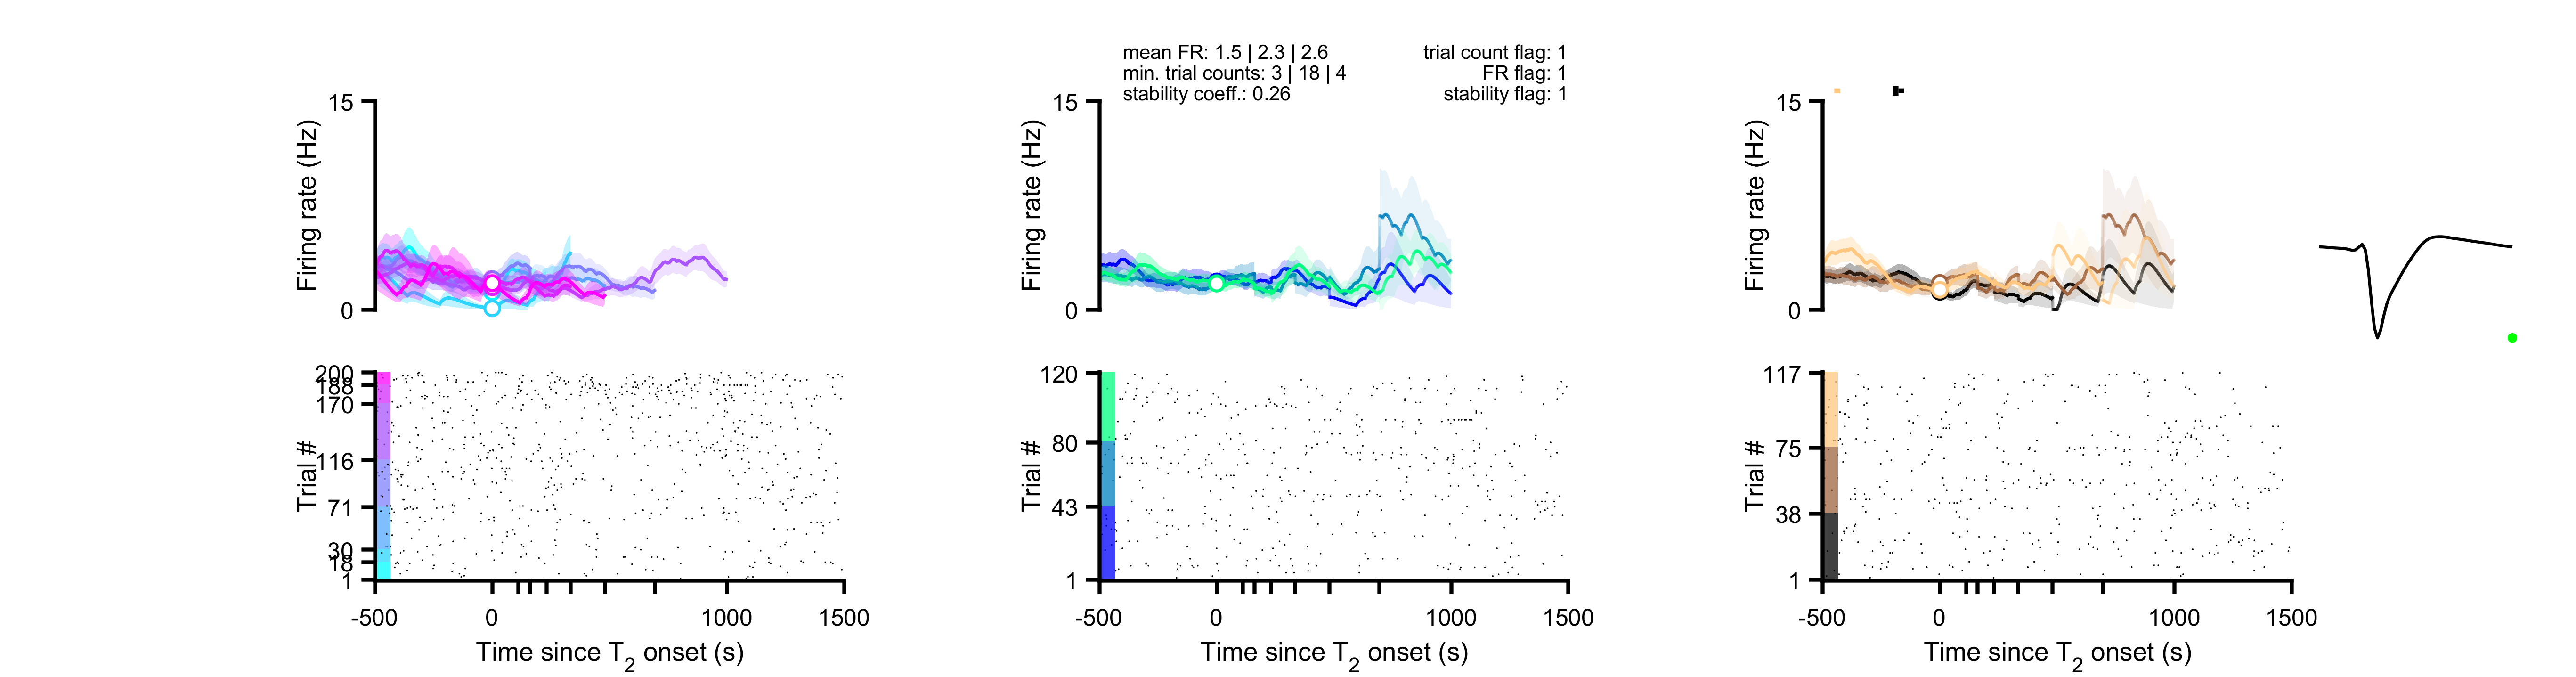 mean FR: 1.5 | 2.3 | 2.6
min. trial counts: 3 | 18 | 4
stability coeff.: 0.26
trial count flag: 1
FR flag: 1
stability flag: 1
15
0
Firing rate (Hz)
15
0
Firing rate (Hz)
15
0
Firing rate (Hz)
200
188
170
116
71
30
18
1
Trial #
-500
0
1000
1500
Time since T2 onset (s)
120
80
43
1
Trial #
-500
0
1000
1500
Time since T2 onset (s)
117
75
38
1
Trial #
-500
0
1000
1500
Time since T2 onset (s)